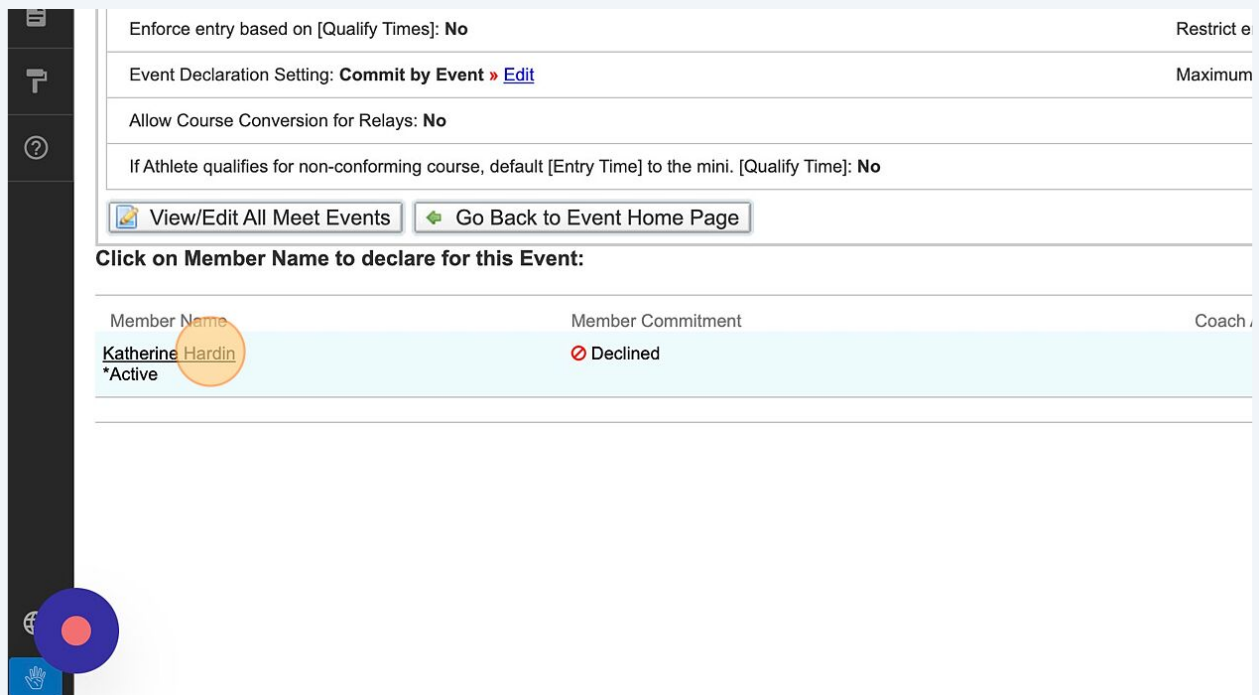 Enforce entry based on [Qualify Times]: No Restrict
Event Declaration Setting: Commit by Event » Edit Maximum
Allow Course Conversion for Relays: No
If Athlete qualifies for non-conforming course, default [Entry Time] to the mini. [Qualify Time]: No
View/Edit All Meet Events Go Back to Event Home Page
Click on Member Name to declare for this Event:
Member Name Member Commitment Coach
Katherine Hardin Declined
*Active